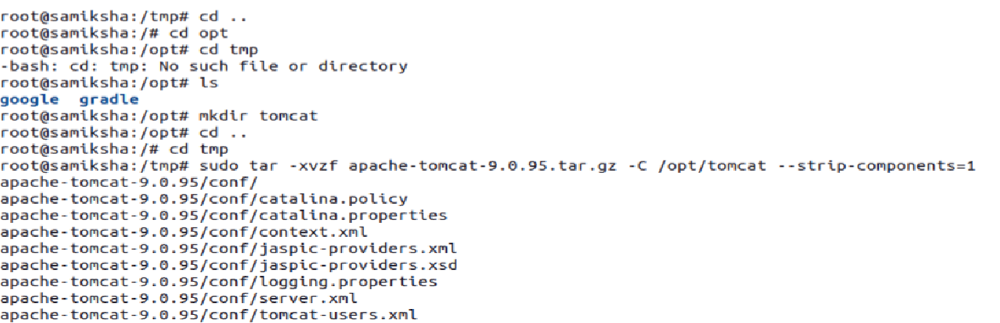 root@samiksha:/tmp# cd ..
root@samiksha:/# cd opt
root@samiksha:/opt# cd tmp
-bash: cd: tmp: No such file or directory
root@samiksha:/opt# ls
google  gradle
root@samiksha:/opt# mkdir tomcat
root@samiksha:/opt# cd ..
root@samiksha:/# cd tmp
root@samiksha:/tmp# sudo tar -xvzf apache-tomcat-9.0.95.tar.gz -C /opt/tomcat --strip-components=1
apache-tomcat-9.0.95/conf/
apache-tomcat-9.0.95/conf/catalina.policy
apache-tomcat-9.0.95/conf/catalina.properties
apache-tomcat-9.0.95/conf/context.xml
apache-tomcat-9.0.95/conf/jaspic-providers.xml
apache-tomcat-9.0.95/conf/jaspic-providers.xsd
apache-tomcat-9.0.95/conf/logging.properties
apache-tomcat-9.0.95/conf/server.xml
apache-tomcat-9.0.95/conf/tomcat-users.xml